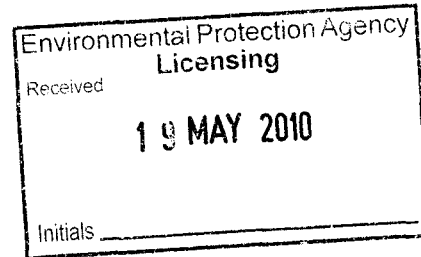 Environmental Protection Agency
Licensing
Received
19 MAY 2010
Initials